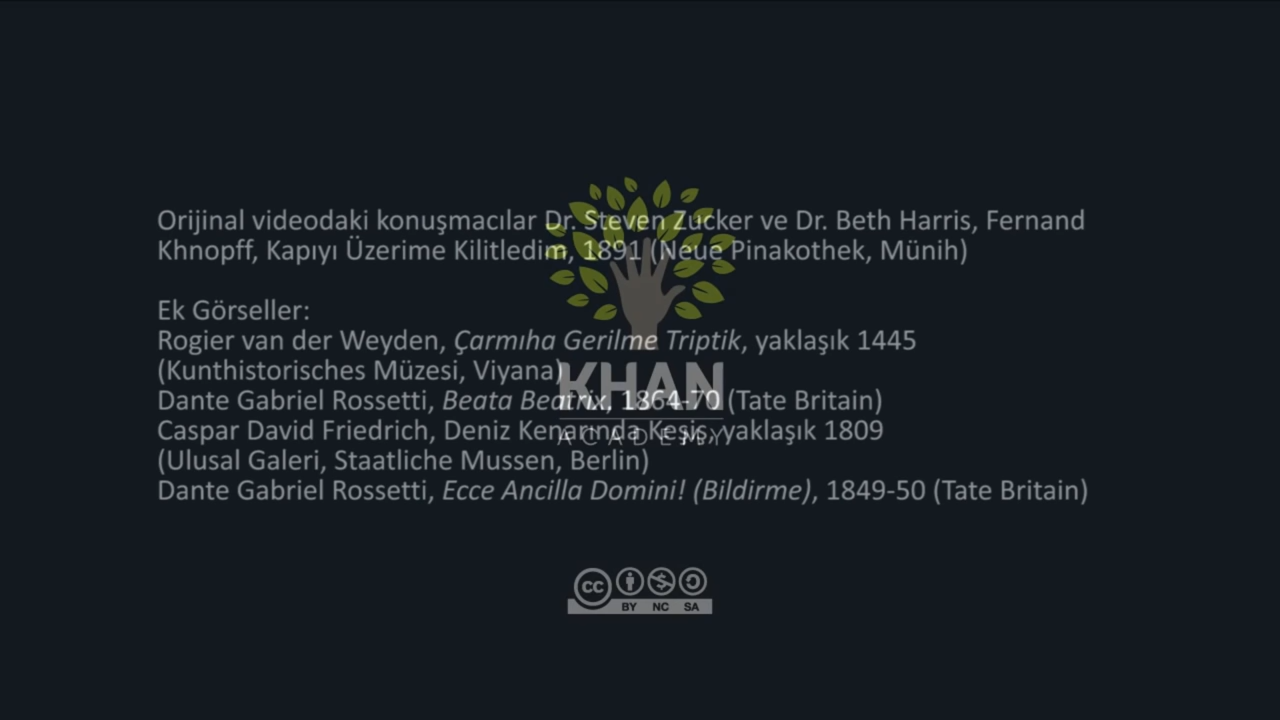 Orijinal videodaki konuşmacılar Dr. Steven Zucker ve Dr. Beth Harris, Fernand
Khnopff, Kapıyı Üzerime Kilitledim, 1891 (Neue Pinakothek, Münih)
Ek Görseller:
Rogier van der Weyden, Çarmıha Gerilme Triptik, yaklaşık 1445
(Kunthistorisches Müzesi, Viyana)
KHAN
Dante Gabriel Rossetti, Beata Beatrix, 1864-70 (Tate Britain)
Caspar David Friedrich, Deniz Kenarında Keşiş, yaklaşık 1809
ACADEMY
(Ulusal Galeri, Staatliche Mussen, Berlin)
Dante Gabriel Rossetti, Ecce Ancilla Domini! (Bildirme), 1849-50 (Tate Britain)
cc
BY NC SA